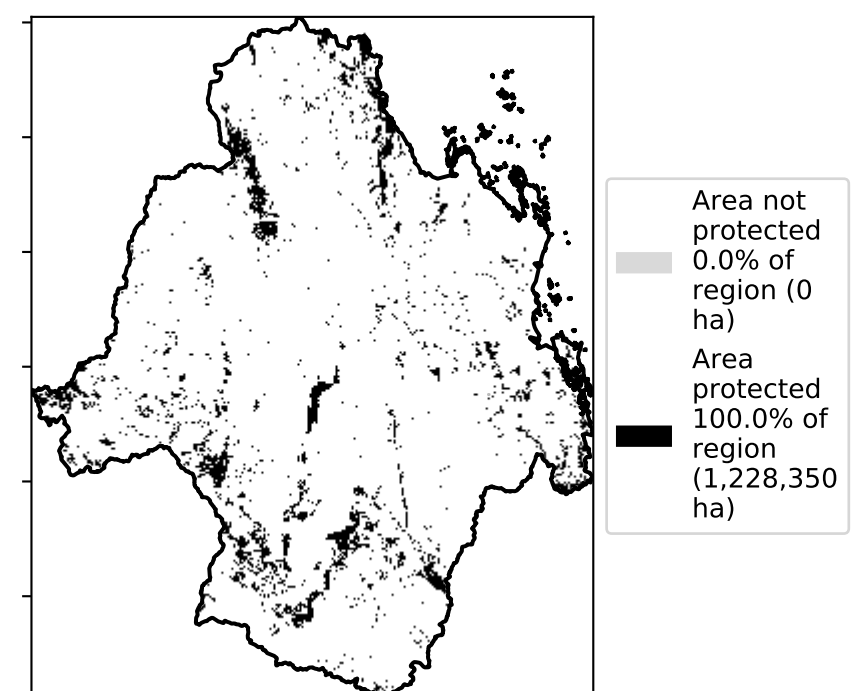 Area not
protected
0.0% of
region (0
ha)
Area
protected
100.0% of
region
(1,228,350
ha)